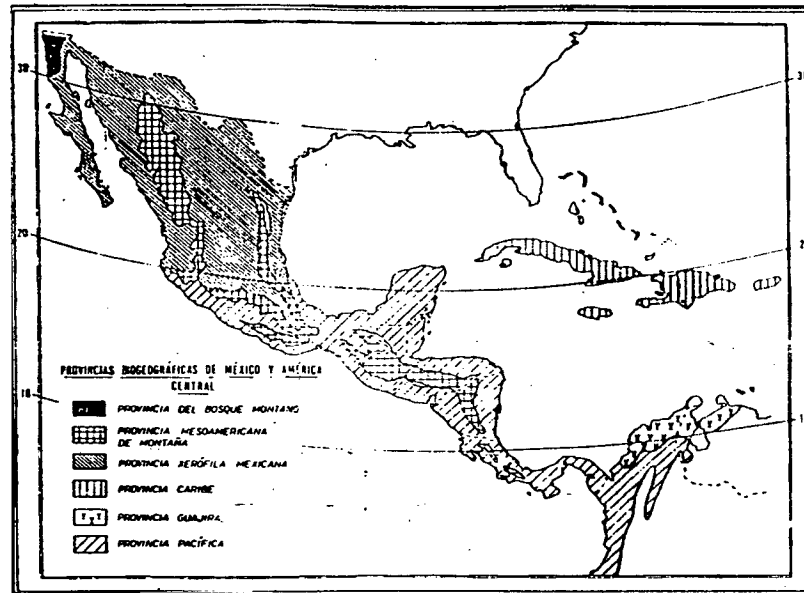 30
20
PROVINCIAS BIOGEOGRÁFICAS DE MÉXICO Y AMÉRICA
CENTRAL
PROVINCIA DEL BOSQUE MONTANO
PROVINCIA MESOAMERICANA
DE MONTAÑA
PROVINCIA XERÓFILA MEXICANA
PROVINCIA CARIBE
PROVINCIA GUAJIRA
PROVINCIA PACÍFICA